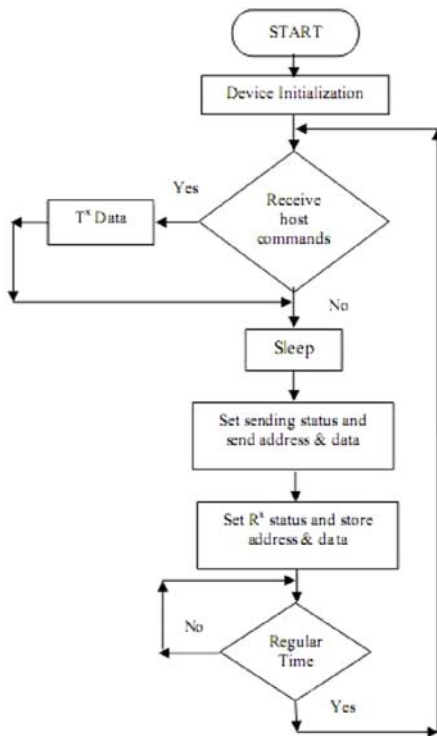 START
Device Initialization
Yes
Tˣ Data
Receive
host
commands
No
Sleep
Set sending status and
send address & data
Set Rˣ status and store
address & data
No
Regular
Time
Yes